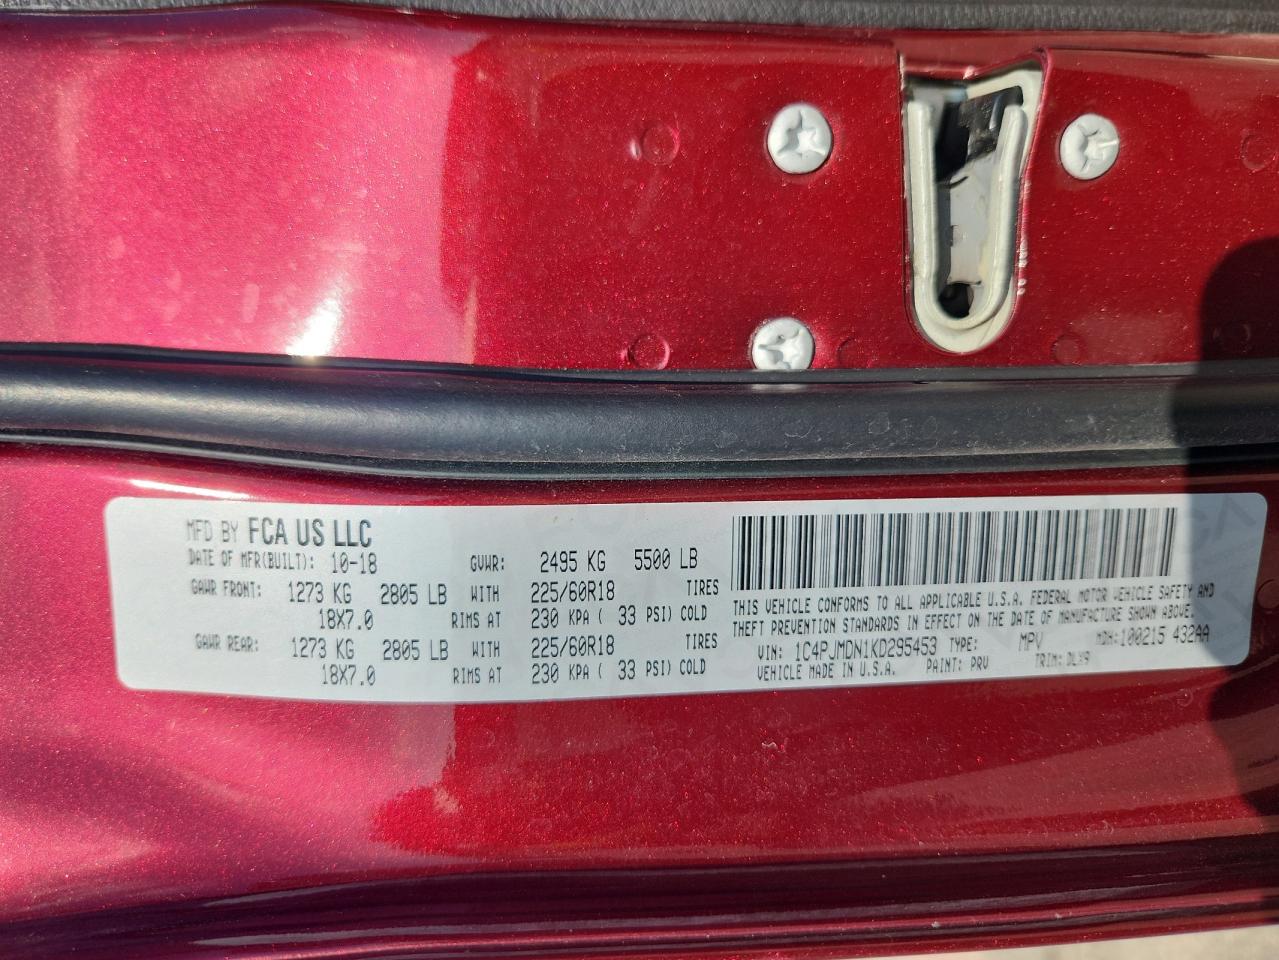 MFD BY FCA US LLC
DATE OF MFR(BUILT): 10-18 GVWR: 2495 KG 5500 LB
GAWR FRONT: 1273 KG 2805 LB WITH 225/60R18 TIRES
18X7.0 RIMS AT 230 KPA ( 33 PSI) COLD
GAWR REAR: 1273 KG 2805 LB WITH 225/60R18 TIRES
18X7.0 RIMS AT 230 KPA ( 33 PSI) COLD
THIS VEHICLE CONFORMS TO ALL APPLICABLE U.S.A. FEDERAL MOTOR VEHICLE SAFETY AND
THEFT PREVENTION STANDARDS IN EFFECT ON THE DATE OF MANUFACTURE SHOWN ABOVE.
VIN: 1C4PJMDN1KD295453 TYPE: MPV MDH:100215 432AA
VEHICLE MADE IN U.S.A. PAINT: PRV TRIM: DLX9